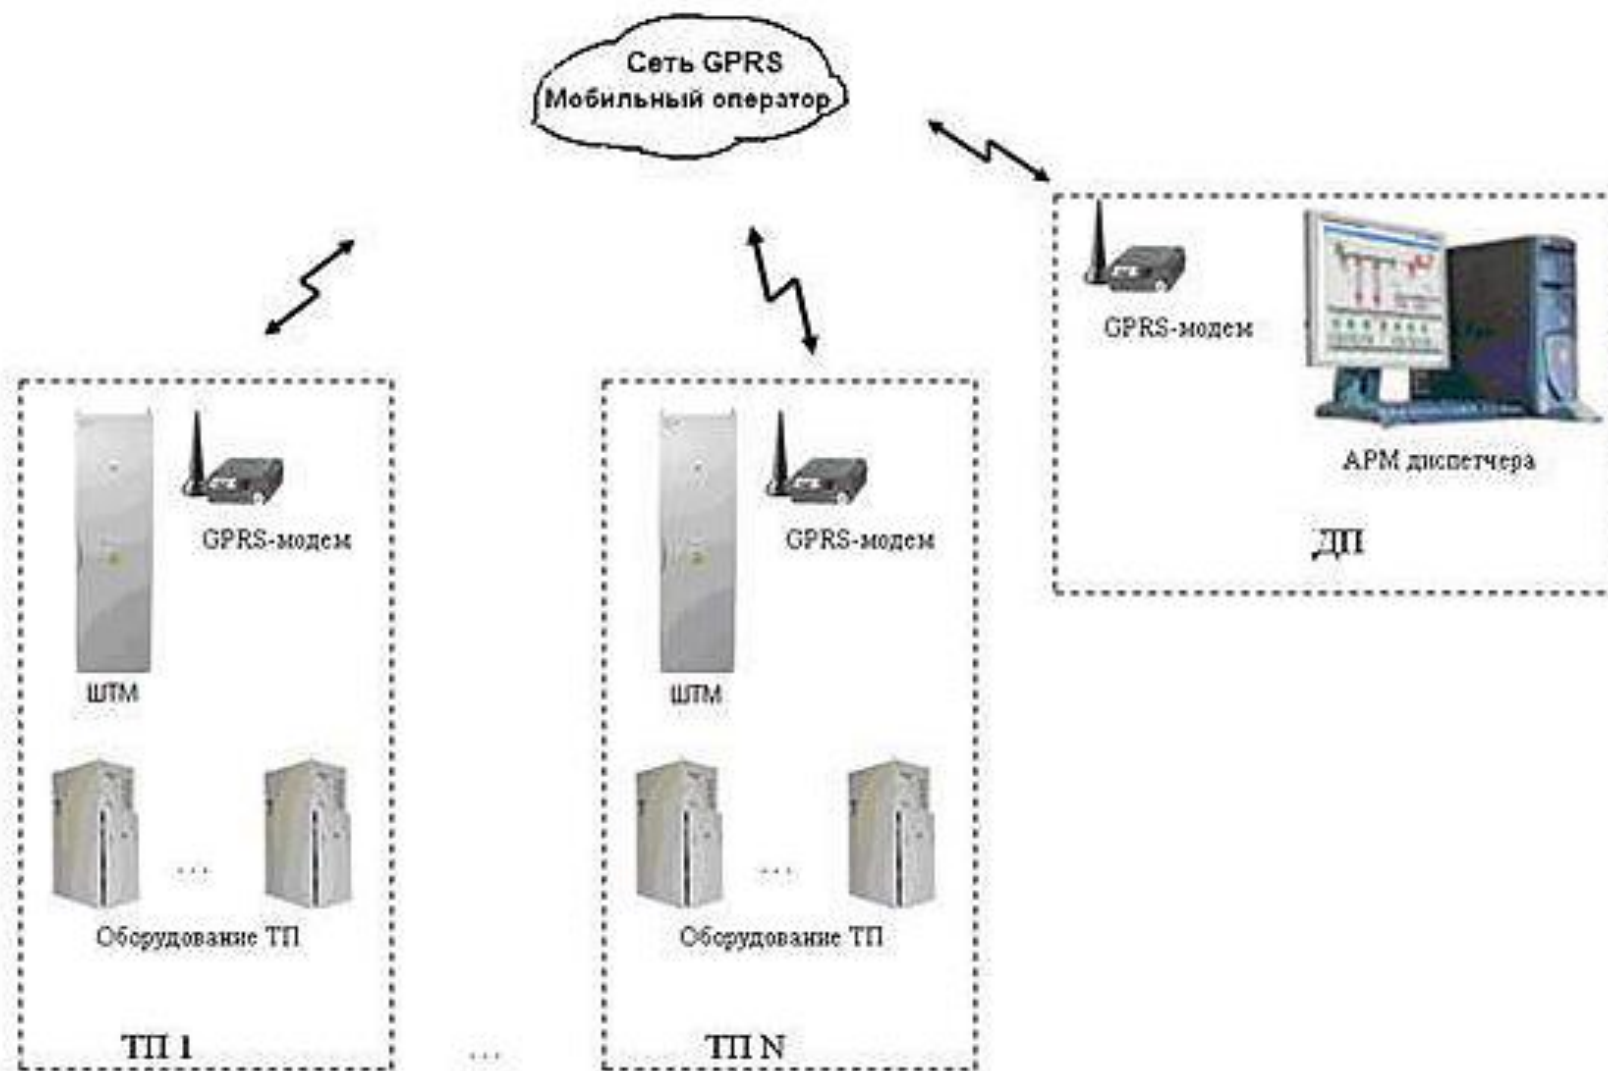 Сеть GPRS
Мобильный оператор
GPRS-модем
АРМ диспетчера
ДП
GPRS-модем
ШТМ
...
Оборудование ТП
ТП 1
...
GPRS-модем
ШТМ
...
Оборудование ТП
ТП N